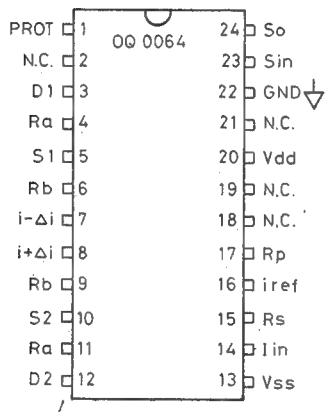 OQ 0064
PROT 1 24 So
N.C. 2 23 Sin
D1 3 22 GND
Ra 4 21 N.C.
S1 5 20 Vdd
Rb 6 19 N.C.
i-Δi 7 18 N.C.
i+Δi 8 17 Rp
Rb 9 16 iref
S2 10 15 Rs
Ra 11 14 Iin
D2 12 13 Vss